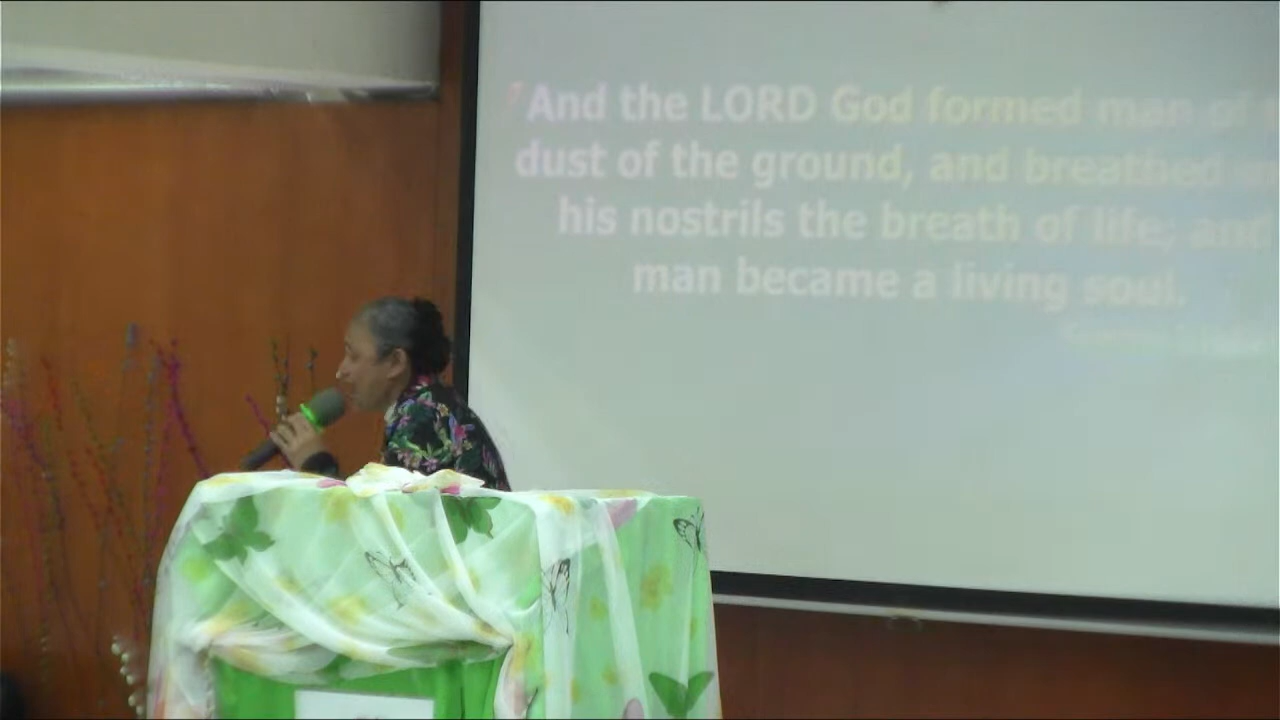 "And the LORD God formed man of
dust of the ground, and breathed
his nostrils the breath of life; and
man became a living soul.